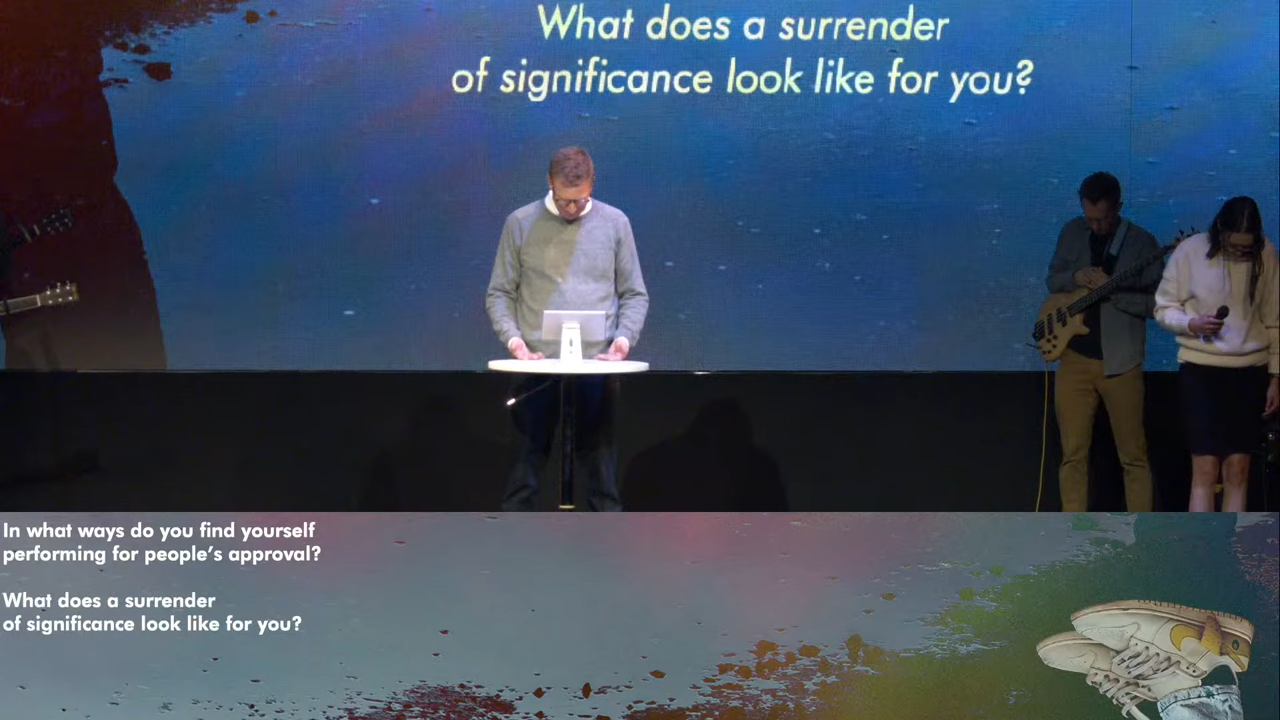 What does a surrender
of significance look like for you?
In what ways do you find yourself
performing for people's approval?
What does a surrender
of significance look like for you?